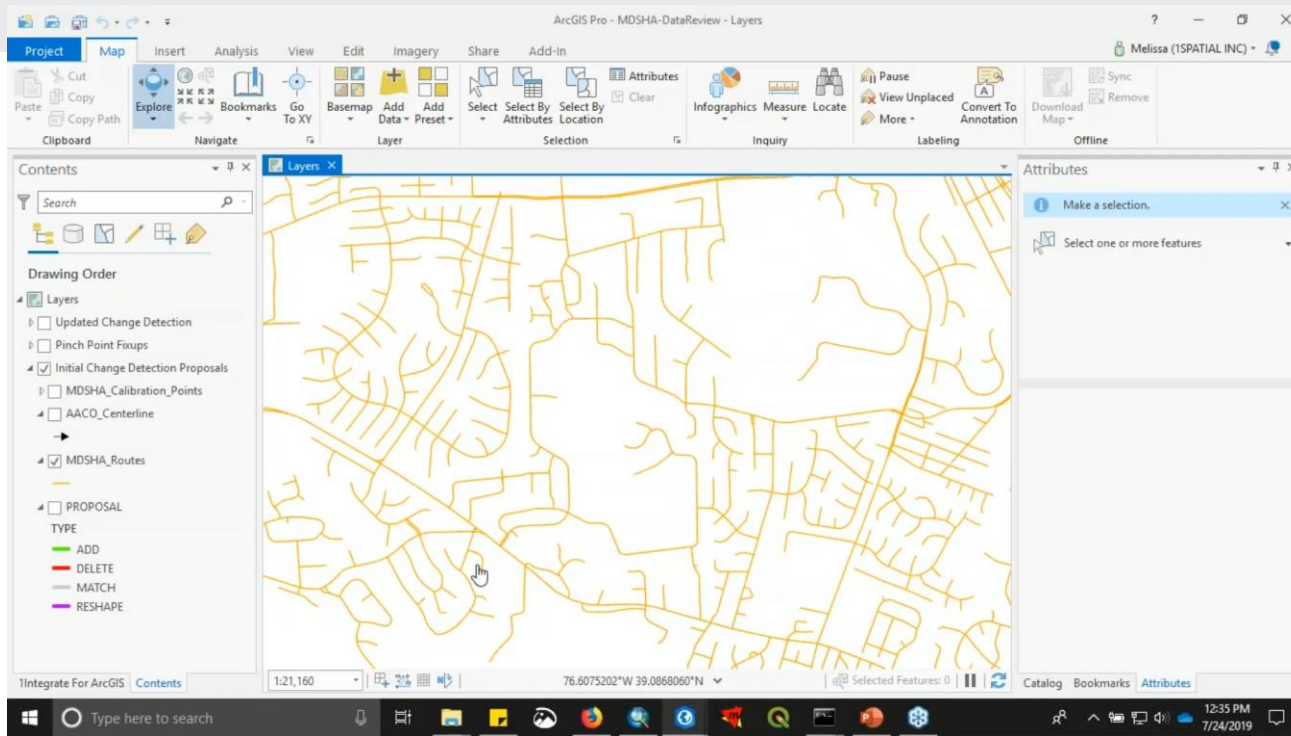 ArcGIS Pro - MDSHA-DataReview - Layers
?
Project Map Insert Analysis View Edit Imagery Share Add-In
Melissa (1SPATIAL INC)
Paste
Cut
Copy
Copy Path
Clipboard
Explore
Bookmarks
Go To XY
Navigate
Basemap
Add Data
Add Preset
Layer
Select
Select By Attributes
Select By Location
Attributes
Clear
Selection
Infographics
Measure
Locate
Inquiry
Pause
View Unplaced
More
Convert To Annotation
Labeling
Download Map
Sync
Remove
Offline
Contents
Search
Drawing Order
Layers
Updated Change Detection
Pinch Point Fixups
Initial Change Detection Proposals
MDSHA_Calibration_Points
AACO_Centerline
MDSHA_Routes
PROPOSAL
TYPE
ADD
DELETE
MATCH
RESHAPE
1Integrate For ArcGIS Contents
Layers
1:21,160
76.6075202°W 39.0868060°N
Selected Features: 0
Attributes
Make a selection.
Select one or more features
Catalog Bookmarks Attributes
Type here to search
12:35 PM
7/24/2019